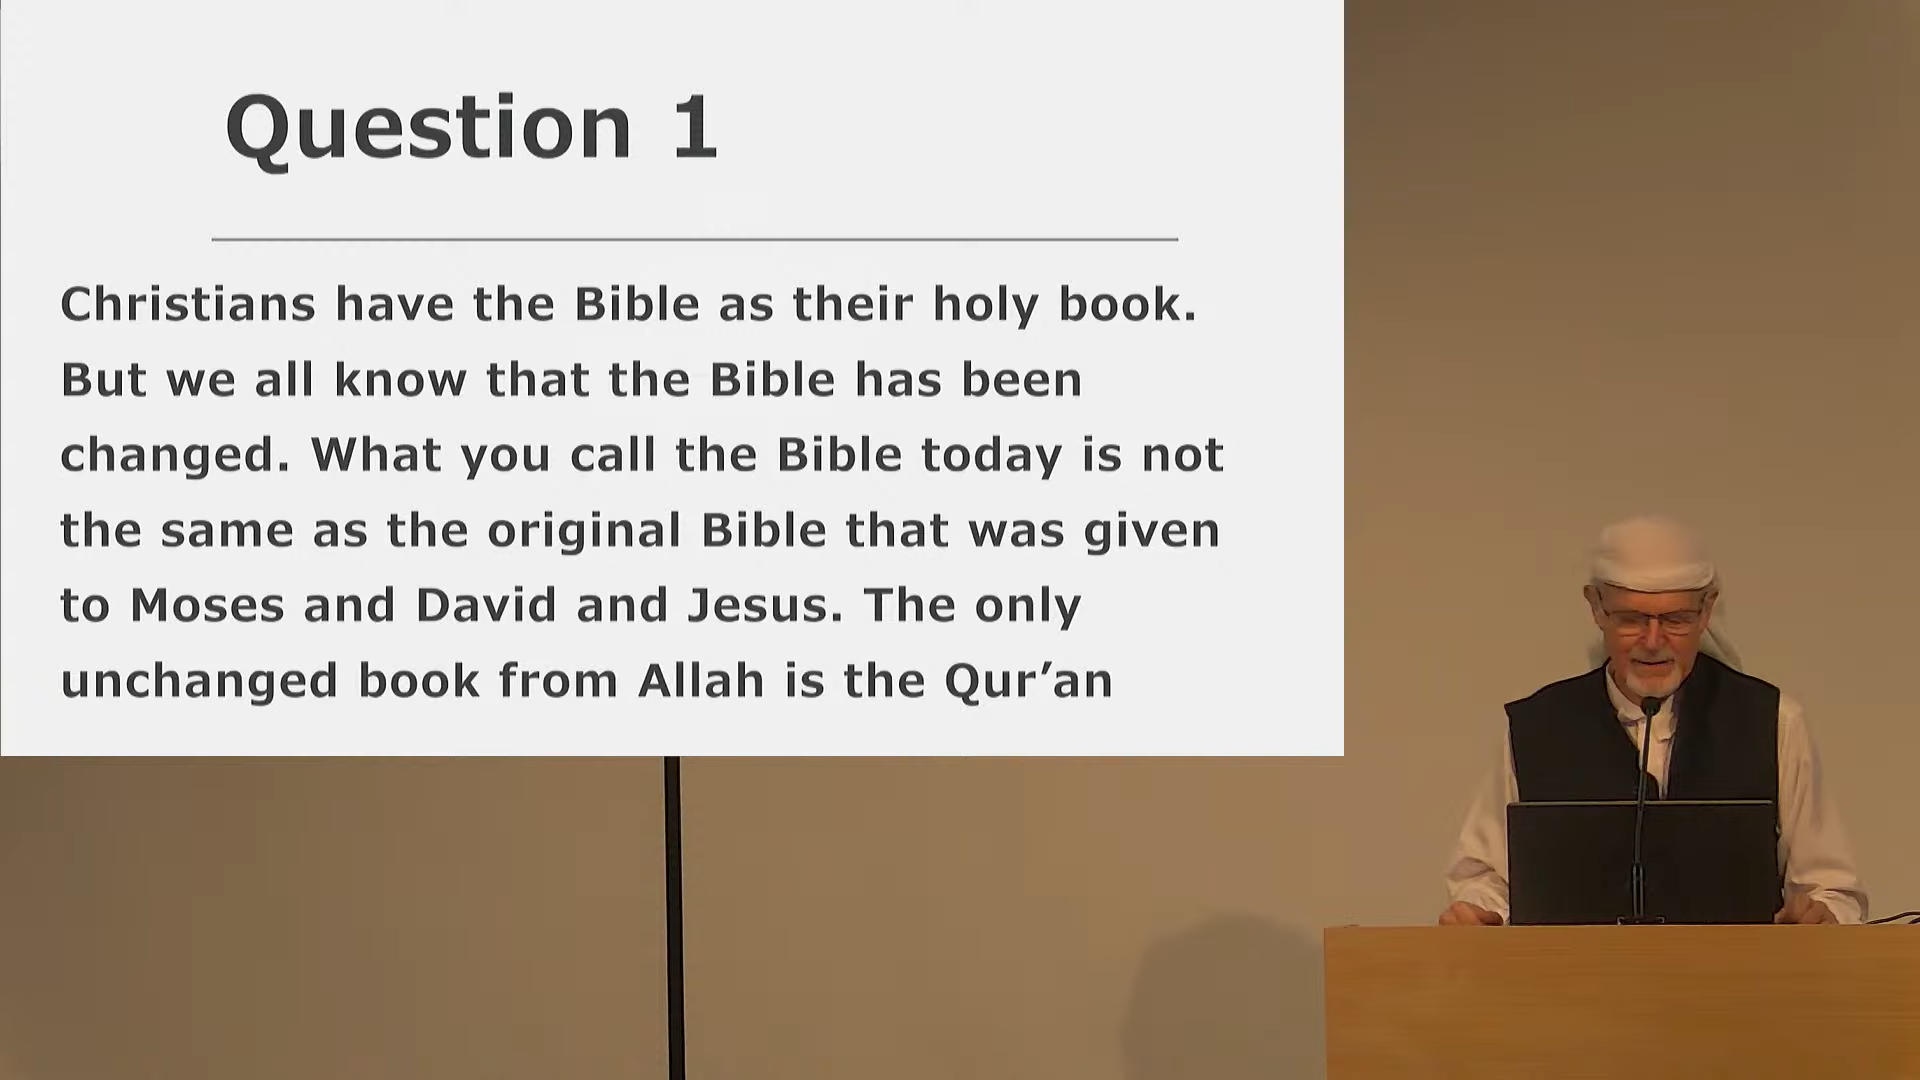 Question 1
Christians have the Bible as their holy book.
But we all know that the Bible has been
changed. What you call the Bible today is not
the same as the original Bible that was given
to Moses and David and Jesus. The only
unchanged book from Allah is the Qur’an